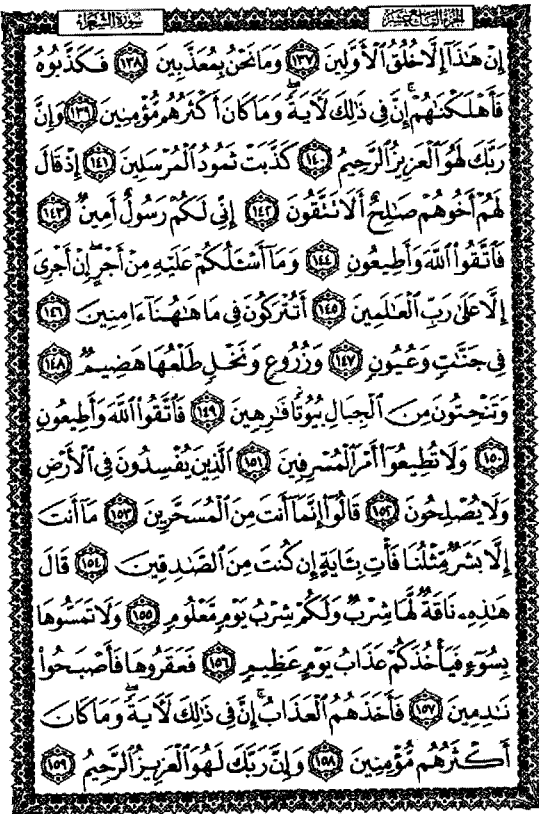 الجزء التاسع عشر
سورة الشعراء
إِنْ هَٰذَآ إِلَّا خُلُقُ ٱلْأَوَّلِينَ ١٣٧ وَمَا نَحْنُ بِمُعَذَّبِينَ ١٣٨ فَكَذَّبُوهُ
فَأَهْلَكْنَٰهُمْ ۗ إِنَّ فِى ذَٰلِكَ لَءَايَةً ۖ وَمَا كَانَ أَكْثَرُهُم مُّؤْمِنِينَ ١٣٩ وَإِنَّ
رَبَّكَ لَهُوَ ٱلْعَزِيزُ ٱلرَّحِيمُ ١٤٠ كَذَّبَتْ ثَمُودُ ٱلْمُرْسَلِينَ ١٤١ إِذْ قَالَ
لَهُمْ أَخُوهُمْ صَٰلِحٌ أَلَا تَتَّقُونَ ١٤٢ إِنِّى لَكُمْ رَسُولٌ أَمِينٌ ١٤٣
فَٱتَّقُوا۟ ٱللَّهَ وَأَطِيعُونِ ١٤٤ وَمَآ أَسْـَٔلُكُمْ عَلَيْهِ مِنْ أَجْرٍ ۖ إِنْ أَجْرِىَ
إِلَّا عَلَىٰ رَبِّ ٱلْعَٰلَمِينَ ١٤٥ أَتُتْرَكُونَ فِى مَا هَٰهُنَآ ءَامِنِينَ ١٤٦
فِى جَنَّٰتٍ وَعُيُونٍ ١٤٧ وَزُرُوعٍ وَنَخْلٍ طَلْعُهَا هَضِيمٌ ١٤٨
وَتَنْحِتُونَ مِنَ ٱلْجِبَالِ بُيُوتًا فَٰرِهِينَ ١٤٩ فَٱتَّقُوا۟ ٱللَّهَ وَأَطِيعُونِ
١٥٠ وَلَا تُطِيعُوٓا۟ أَمْرَ ٱلْمُسْرِفِينَ ١٥١ ٱلَّذِينَ يُفْسِدُونَ فِى ٱلْأَرْضِ
وَلَا يُصْلِحُونَ ١٥٢ قَالُوٓا۟ إِنَّمَآ أَنتَ مِنَ ٱلْمُسَحَّرِينَ ١٥٣ مَآ أَنتَ
إِلَّا بَشَرٌ مِّثْلُنَا فَأْتِ بِـَٔايَةٍ إِن كُنتَ مِنَ ٱلصَّٰدِقِينَ ١٥٤ قَالَ
هَٰذِهِۦ نَاقَةٌ لَّهَا شِرْبٌ وَلَكُمْ شِرْبُ يَوْمٍ مَّعْلُومٍ ١٥٥ وَلَا تَمَسُّوهَا
بِسُوٓءٍ فَيَأْخُذَكُمْ عَذَابُ يَوْمٍ عَظِيمٍ ١٥٦ فَعَقَرُوهَا فَأَصْبَحُوا۟
نَٰدِمِينَ ١٥٧ فَأَخَذَهُمُ ٱلْعَذَابُ ۗ إِنَّ فِى ذَٰلِكَ لَءَايَةً ۖ وَمَا كَانَ
أَكْثَرُهُم مُّؤْمِنِينَ ١٥٨ وَإِنَّ رَبَّكَ لَهُوَ ٱلْعَزِيزُ ٱلرَّحِيمُ ١٥٩